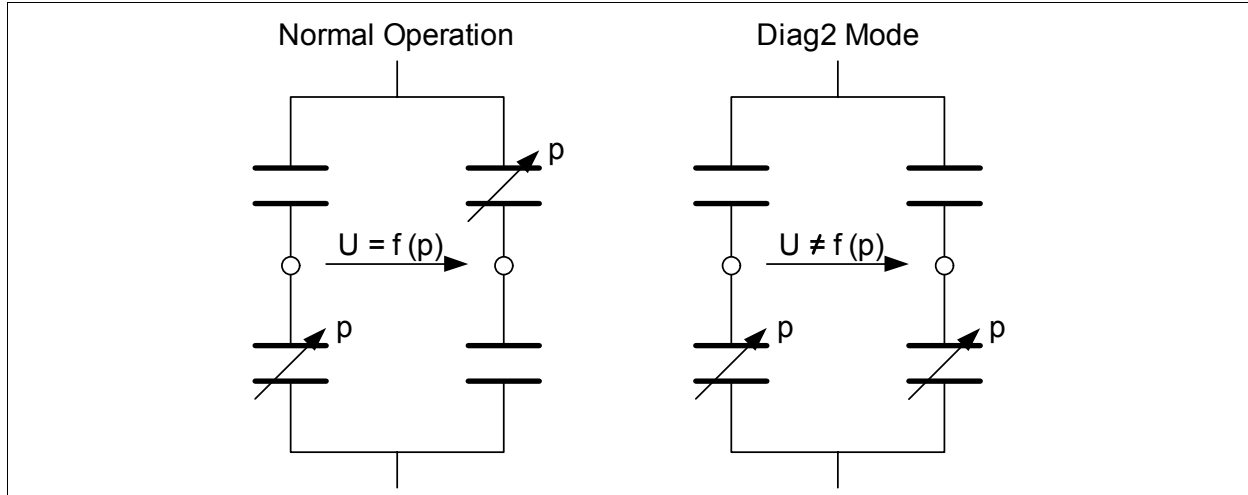 Normal Operation
Diag2 Mode
p
U = f (p)
U ≠ f (p)
p
p
p